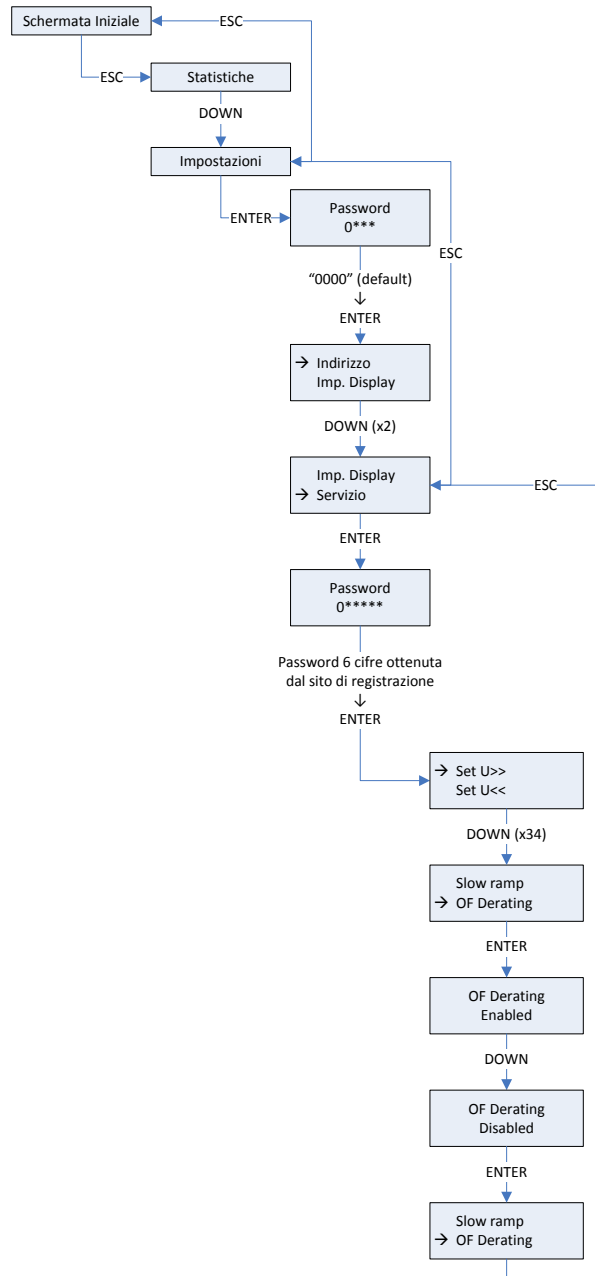 Schermata Iniziale
ESC
ESC
Statistiche
DOWN
Impostazioni
ENTER
Password
0***
ESC
“0000” (default)
↓
ENTER
→ Indirizzo
Imp. Display
DOWN (x2)
Imp. Display
→ Servizio
ESC
ENTER
Password
0*****
Password 6 cifre ottenuta
dal sito di registrazione
↓
ENTER
→ Set U>>
Set U<<
DOWN (x34)
Slow ramp
→ OF Derating
ENTER
OF Derating
Enabled
DOWN
OF Derating
Disabled
ENTER
Slow ramp
→ OF Derating